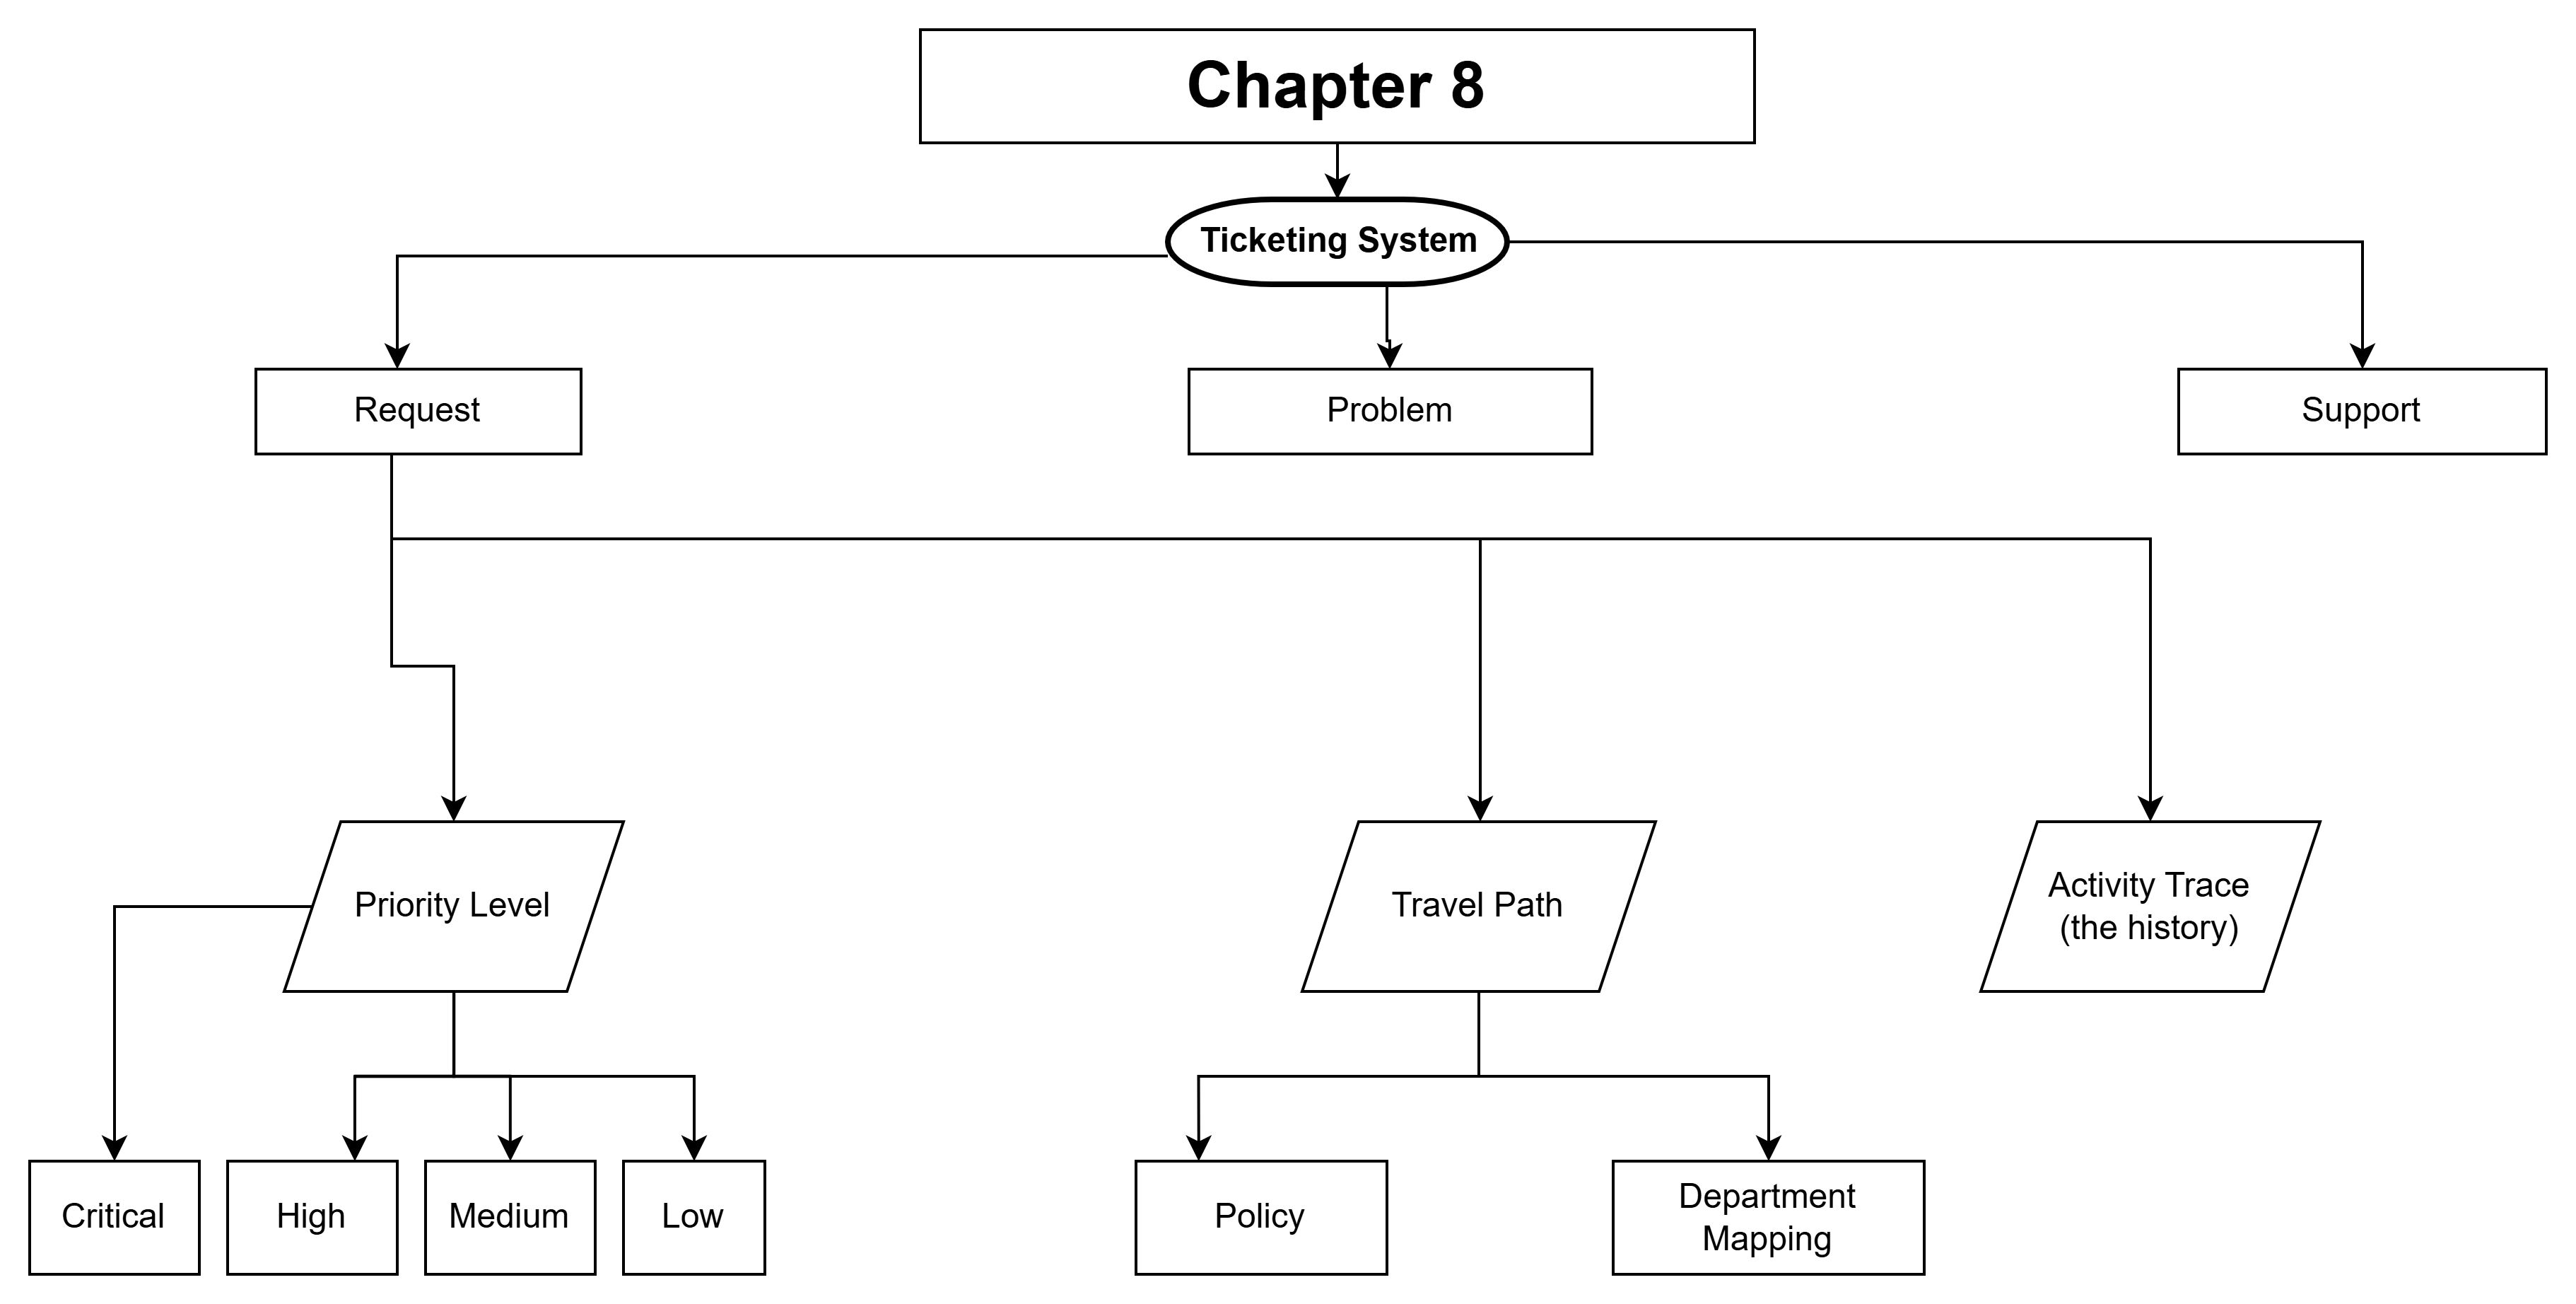 Chapter 8
Ticketing System
Request
Problem
Support
Priority Level
Travel Path
Activity Trace
(the history)
Critical
High
Medium
Low
Policy
Department
Mapping